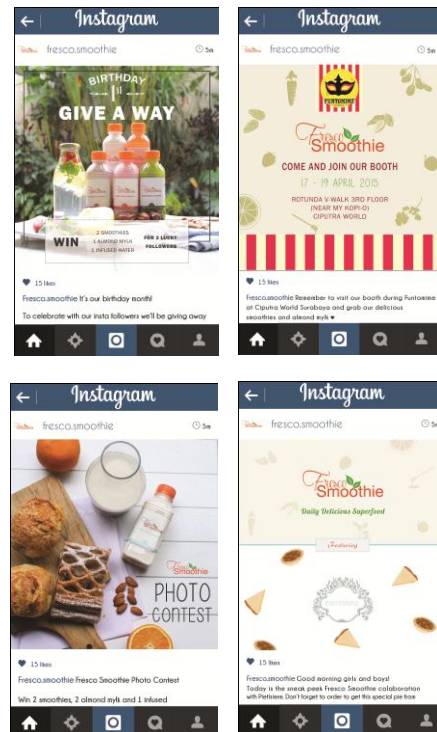 Instagram
fresco.smoothie
5m
BIRTHDAY
1st
GIVE A WAY
WIN
2 SMOOTHIES
1 ALMOND MYLK
1 INFUSED WATER
FOR 3 LUCKY
FOLLOWERS
15 likes
Fresco.smoothie It's our birthday month!
To celebrate with our insta followers we'll be giving away
Instagram
fresco.smoothie
5m
FUNTOMIME
Fresco
Smoothie
COME AND JOIN OUR BOOTH
17 - 19 APRIL 2015
ROTUNDA V-WALK 3RD FLOOR
(NEAR MY KOPI-O)
CIPUTRA WORLD
15 likes
Fresco.smoothie Remember to visit our booth during Funtomime
at Ciputra World Surabaya and grab our delicious
smoothies and almond mylk ♥
Instagram
fresco.smoothie
5m
Fresco
Smoothie
PHOTO
CONTEST
15 likes
Fresco.smoothie Fresco Smoothie Photo Contest
Win 2 smoothies, 2 almond mylk and 1 infused
Instagram
fresco.smoothie
5m
Fresco
Smoothie
Daily Delicious Superfood
Featuring
15 likes
Fresco.smoothie Good morning girls and boys!
Today is the sneak peek Fresco Smoothie colaboration
with Petisiere. Don't forget to order to get this special pie from